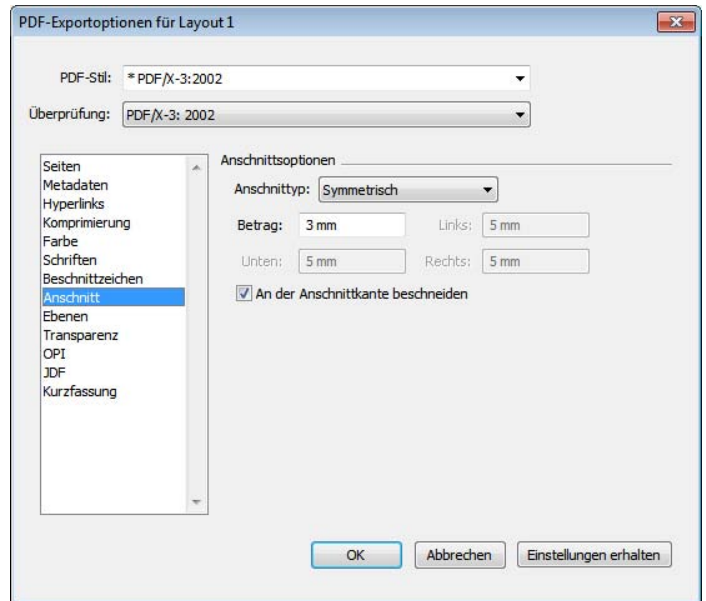 PDF-Exportoptionen für Layout 1
PDF-Stil: * PDF/X-3:2002
Überprüfung: PDF/X-3: 2002
Seiten
Metadaten
Hyperlinks
Komprimierung
Farbe
Schriften
Beschnittzeichen
Anschnitt
Ebenen
Transparenz
OPI
JDF
Kurzfassung
Anschnittsoptionen
Anschnittyp: Symmetrisch
Betrag: 3 mm Links: 5 mm
Unten: 5 mm Rechts: 5 mm
An der Anschnittkante beschneiden
OK Abbrechen Einstellungen erhalten